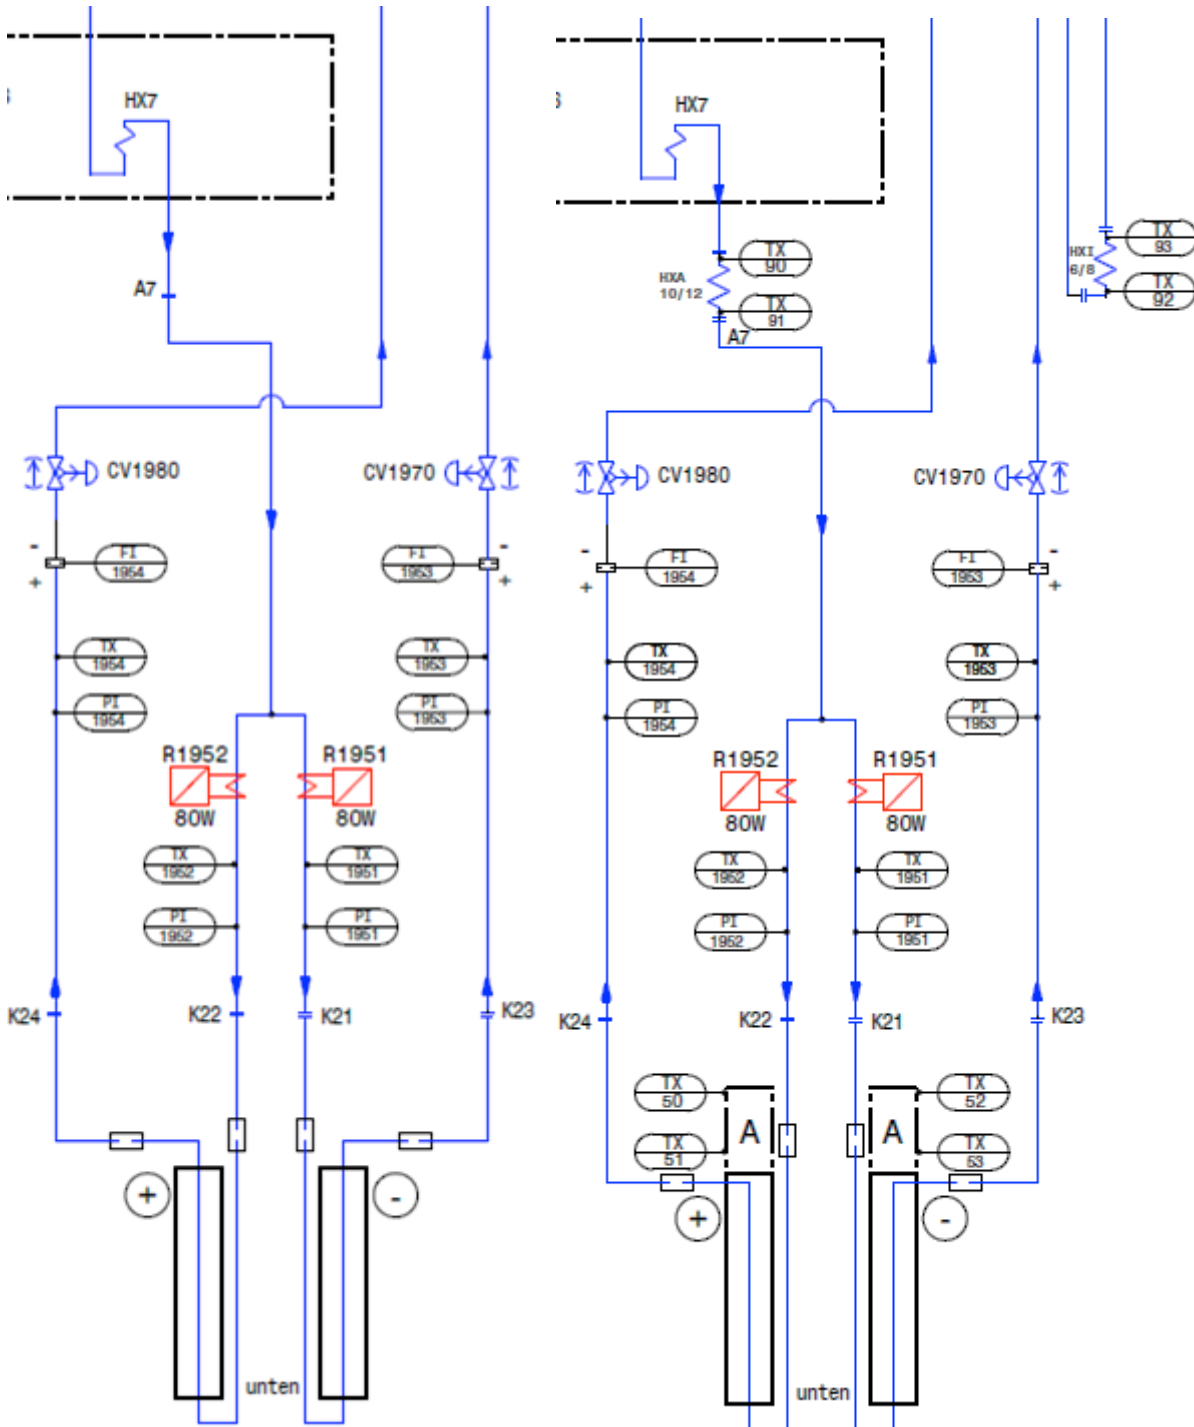 HX7
A7
CV1980
CV1970
-
+
FI
1954
FI
1953
-
+
TX
1954
TX
1953
PI
1954
PI
1953
R1952
R1951
80W
80W
TX
1952
TX
1951
PI
1952
PI
1951
K24
K22
K21
K23
+
-
unten
HX7
TX
90
HXA
10/12
TX
91
A7
TX
93
HXI
6/8
TX
92
CV1980
CV1970
-
+
FI
1954
FI
1953
-
+
TX
1954
TX
1953
PI
1954
PI
1953
R1952
R1951
80W
80W
TX
1952
TX
1951
PI
1952
PI
1951
K24
K22
K21
K23
TX
50
TX
52
A
A
TX
51
TX
53
+
-
unten